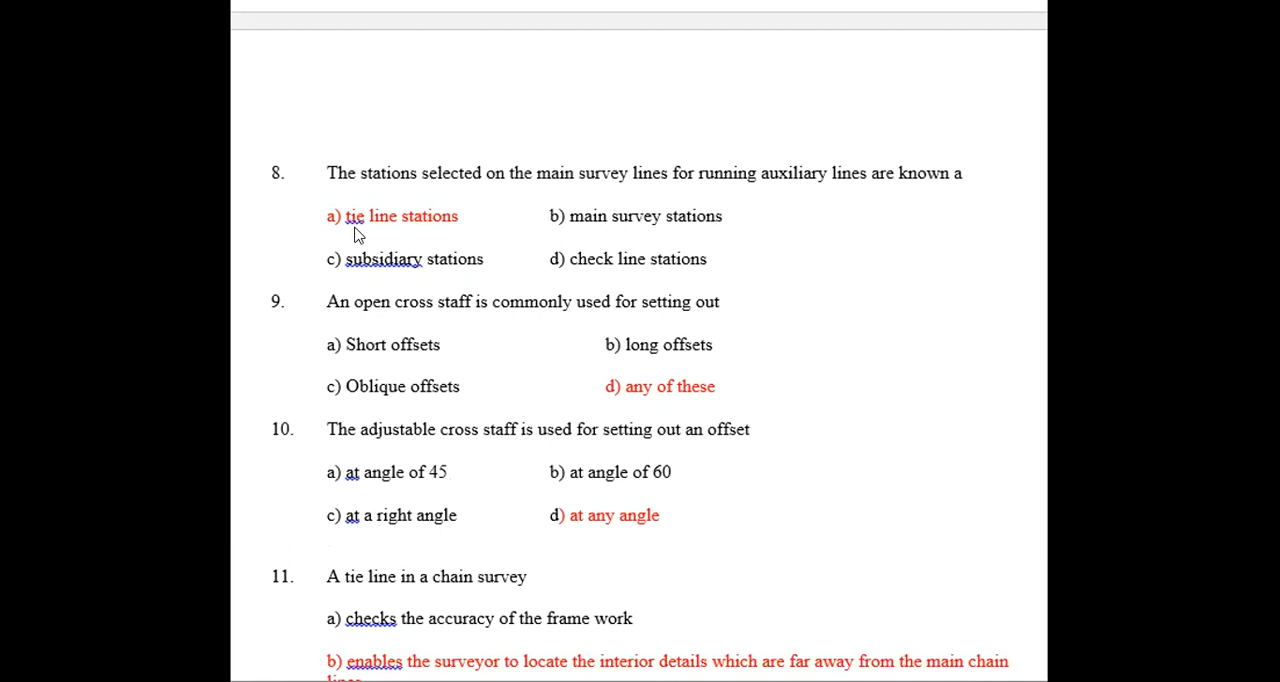 8. The stations selected on the main survey lines for running auxiliary lines are known a
a) tie line stations b) main survey stations
c) subsidiary stations d) check line stations
9. An open cross staff is commonly used for setting out
a) Short offsets b) long offsets
c) Oblique offsets d) any of these
10. The adjustable cross staff is used for setting out an offset
a) at angle of 45 b) at angle of 60
c) at a right angle d) at any angle
11. A tie line in a chain survey
a) checks the accuracy of the frame work
b) enables the surveyor to locate the interior details which are far away from the main chain